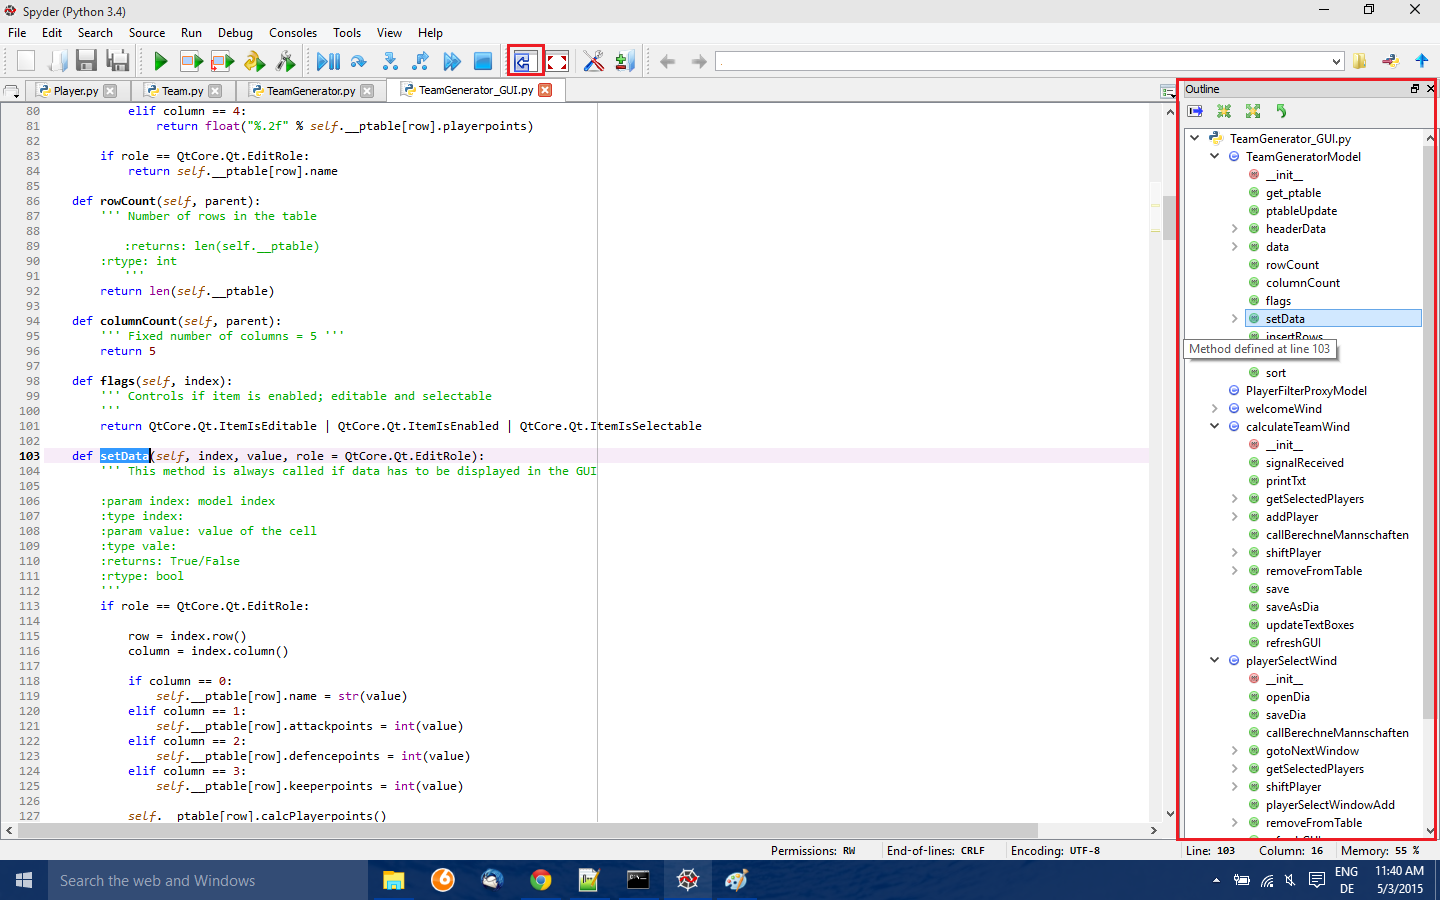 Spyder (Python 3.4)
File Edit Search Source Run Debug Consoles Tools View Help
Player.py Team.py TeamGenerator.py TeamGenerator_GUI.py
80 elif column == 4:
81 return float("%.2f" % self.__ptable[row].playerpoints)
82
83 if role == QtCore.Qt.EditRole:
84 return self.__ptable[row].name
85
86 def rowCount(self, parent):
87 ''' Number of rows in the table
88
89 :returns: len(self.__ptable)
90 :rtype: int
91 '''
92 return len(self.__ptable)
93
94 def columnCount(self, parent):
95 ''' Fixed number of columns = 5 '''
96 return 5
97
98 def flags(self, index):
99 ''' Controls if item is enabled; editable and selectable
100 '''
101 return QtCore.Qt.ItemIsEditable | QtCore.Qt.ItemIsEnabled | QtCore.Qt.ItemIsSelectable
102
103 def setData(self, index, value, role = QtCore.Qt.EditRole):
104 ''' This method is always called if data has to be displayed in the GUI
105
106 :param index: model index
107 :type index:
108 :param value: value of the cell
109 :type vale:
110 :returns: True/False
111 :rtype: bool
112 '''
113 if role == QtCore.Qt.EditRole:
114
115 row = index.row()
116 column = index.column()
117
118 if column == 0:
119 self.__ptable[row].name = str(value)
120 elif column == 1:
121 self.__ptable[row].attackpoints = int(value)
122 elif column == 2:
123 self.__ptable[row].defencepoints = int(value)
124 elif column == 3:
125 self.__ptable[row].keeperpoints = int(value)
126
127 self.__ptable[row].calcPlayerpoints()
Outline
TeamGenerator_GUI.py
TeamGeneratorModel
__init__
get_ptable
ptableUpdate
headerData
data
rowCount
columnCount
flags
setData
insertRows
Method defined at line 103
sort
PlayerFilterProxyModel
welcomeWind
calculateTeamWind
__init__
signalReceived
printTxt
getSelectedPlayers
addPlayer
callBerechneMannschaften
shiftPlayer
removeFromTable
save
saveAsDia
updateTextBoxes
refreshGUI
playerSelectWind
__init__
openDia
saveDia
callBerechneMannschaften
gotoNextWindow
getSelectedPlayers
shiftPlayer
playerSelectWindowAdd
removeFromTable
Permissions: RW End-of-lines: CRLF Encoding: UTF-8 Line: 103 Column: 16 Memory: 55 %
Search the web and Windows
ENG 11:40 AM
DE 5/3/2015